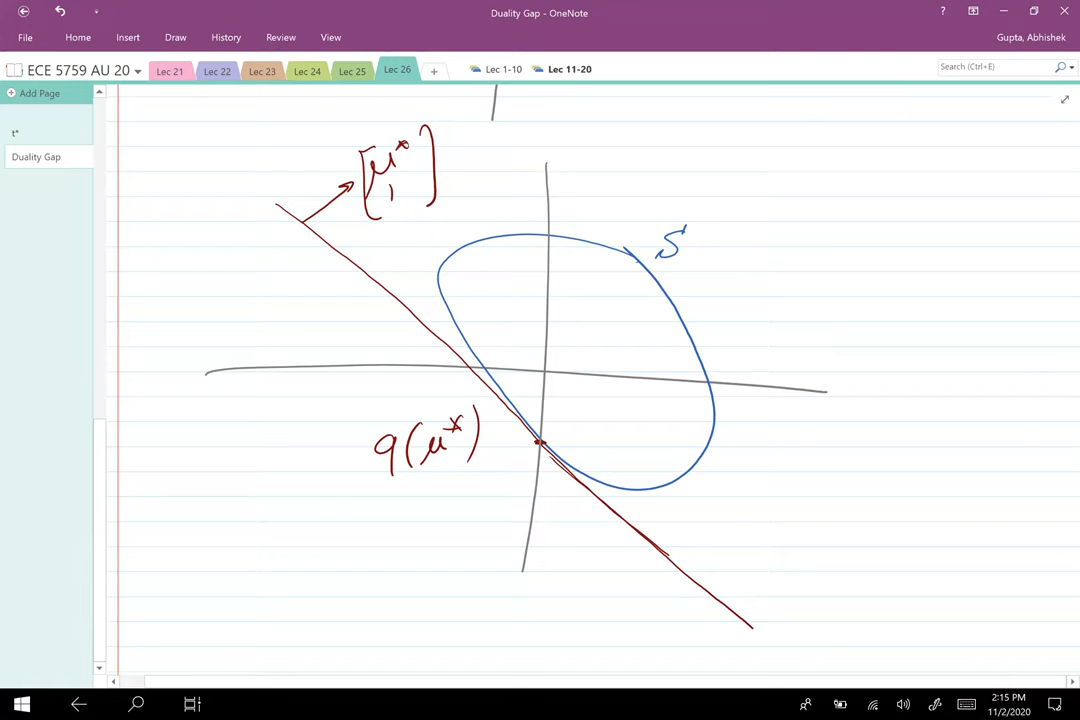 Duality Gap - OneNote
?
Gupta, Abhishek
File Home Insert Draw History Review View
ECE 5759 AU 20
Lec 21
Lec 22
Lec 23
Lec 24
Lec 25
Lec 26
+
Lec 1-10
Lec 11-20
Search (Ctrl+E)
Add Page
t*
Duality Gap
[μ*
1]
S
q(μ*)
2:15 PM
11/2/2020